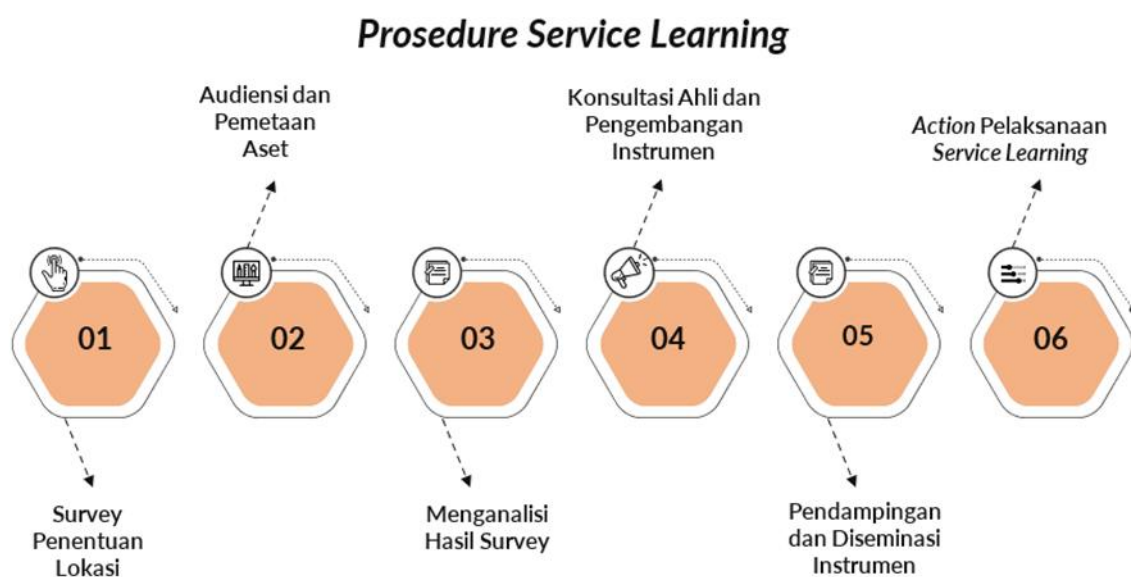 Prosedure Service Learning
01
Survey
Penentuan
Lokasi
Audiensi dan
Pemetaan
Aset
02
03
Menganalisi
Hasil Survey
Konsultasi Ahli dan
Pengembangan
Instrumen
04
05
Pendampingan
dan Diseminasi
Instrumen
Action Pelaksanaan
Service Learning
06